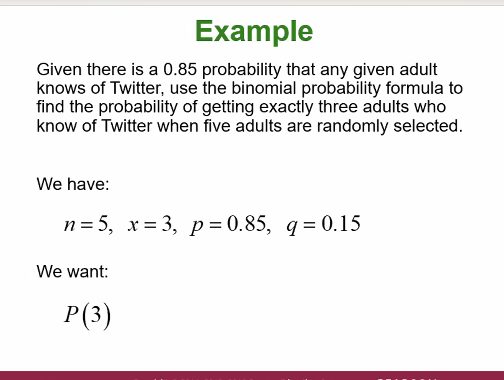 Example
Given there is a 0.85 probability that any given adult
knows of Twitter, use the binomial probability formula to
find the probability of getting exactly three adults who
know of Twitter when five adults are randomly selected.
We have:
n = 5, x = 3, p = 0.85, q = 0.15
We want:
P(3)